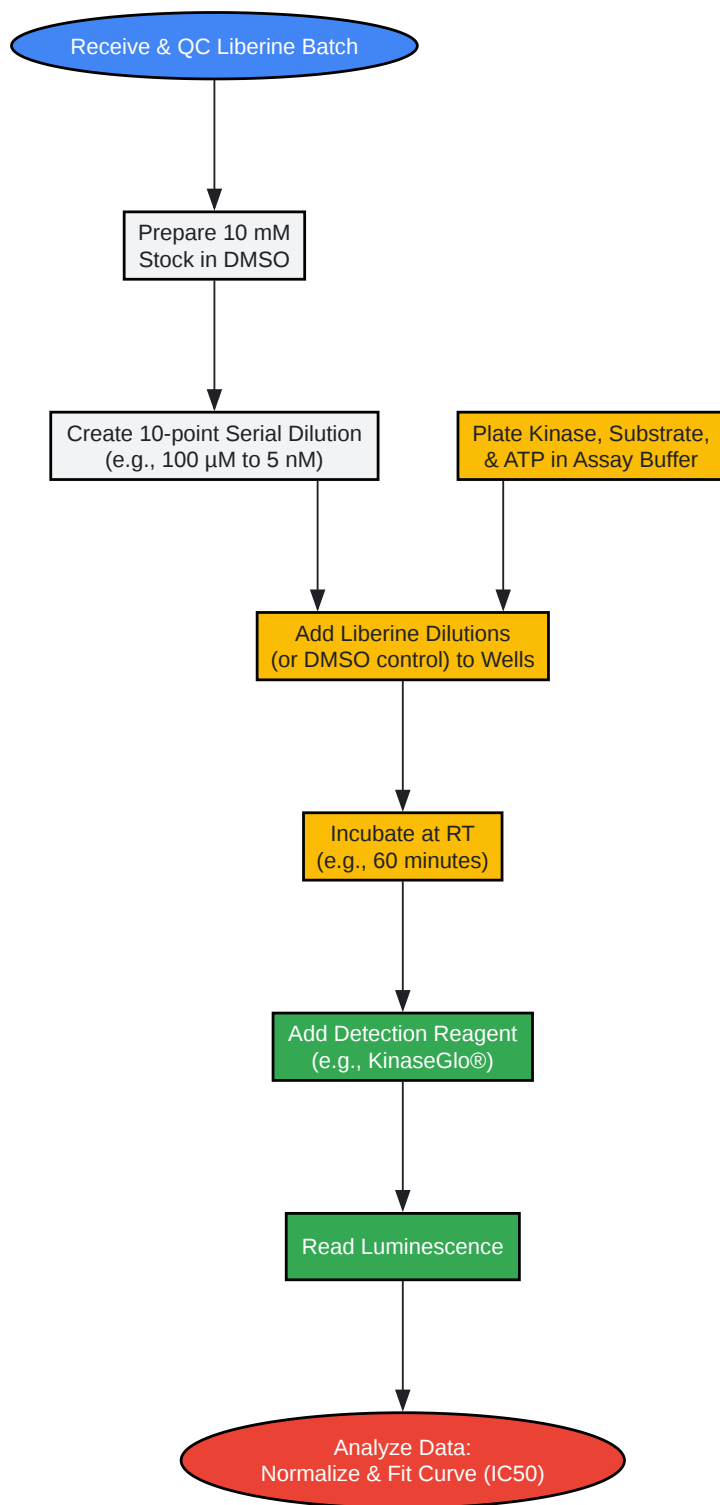 Receive & QC Liberine Batch
Prepare 10 mM
Stock in DMSO
Create 10-point Serial Dilution
(e.g., 100 µM to 5 nM)
Plate Kinase, Substrate,
& ATP in Assay Buffer
Add Liberine Dilutions
(or DMSO control) to Wells
Incubate at RT
(e.g., 60 minutes)
Add Detection Reagent
(e.g., KinaseGlo®)
Read Luminescence
Analyze Data:
Normalize & Fit Curve (IC50)